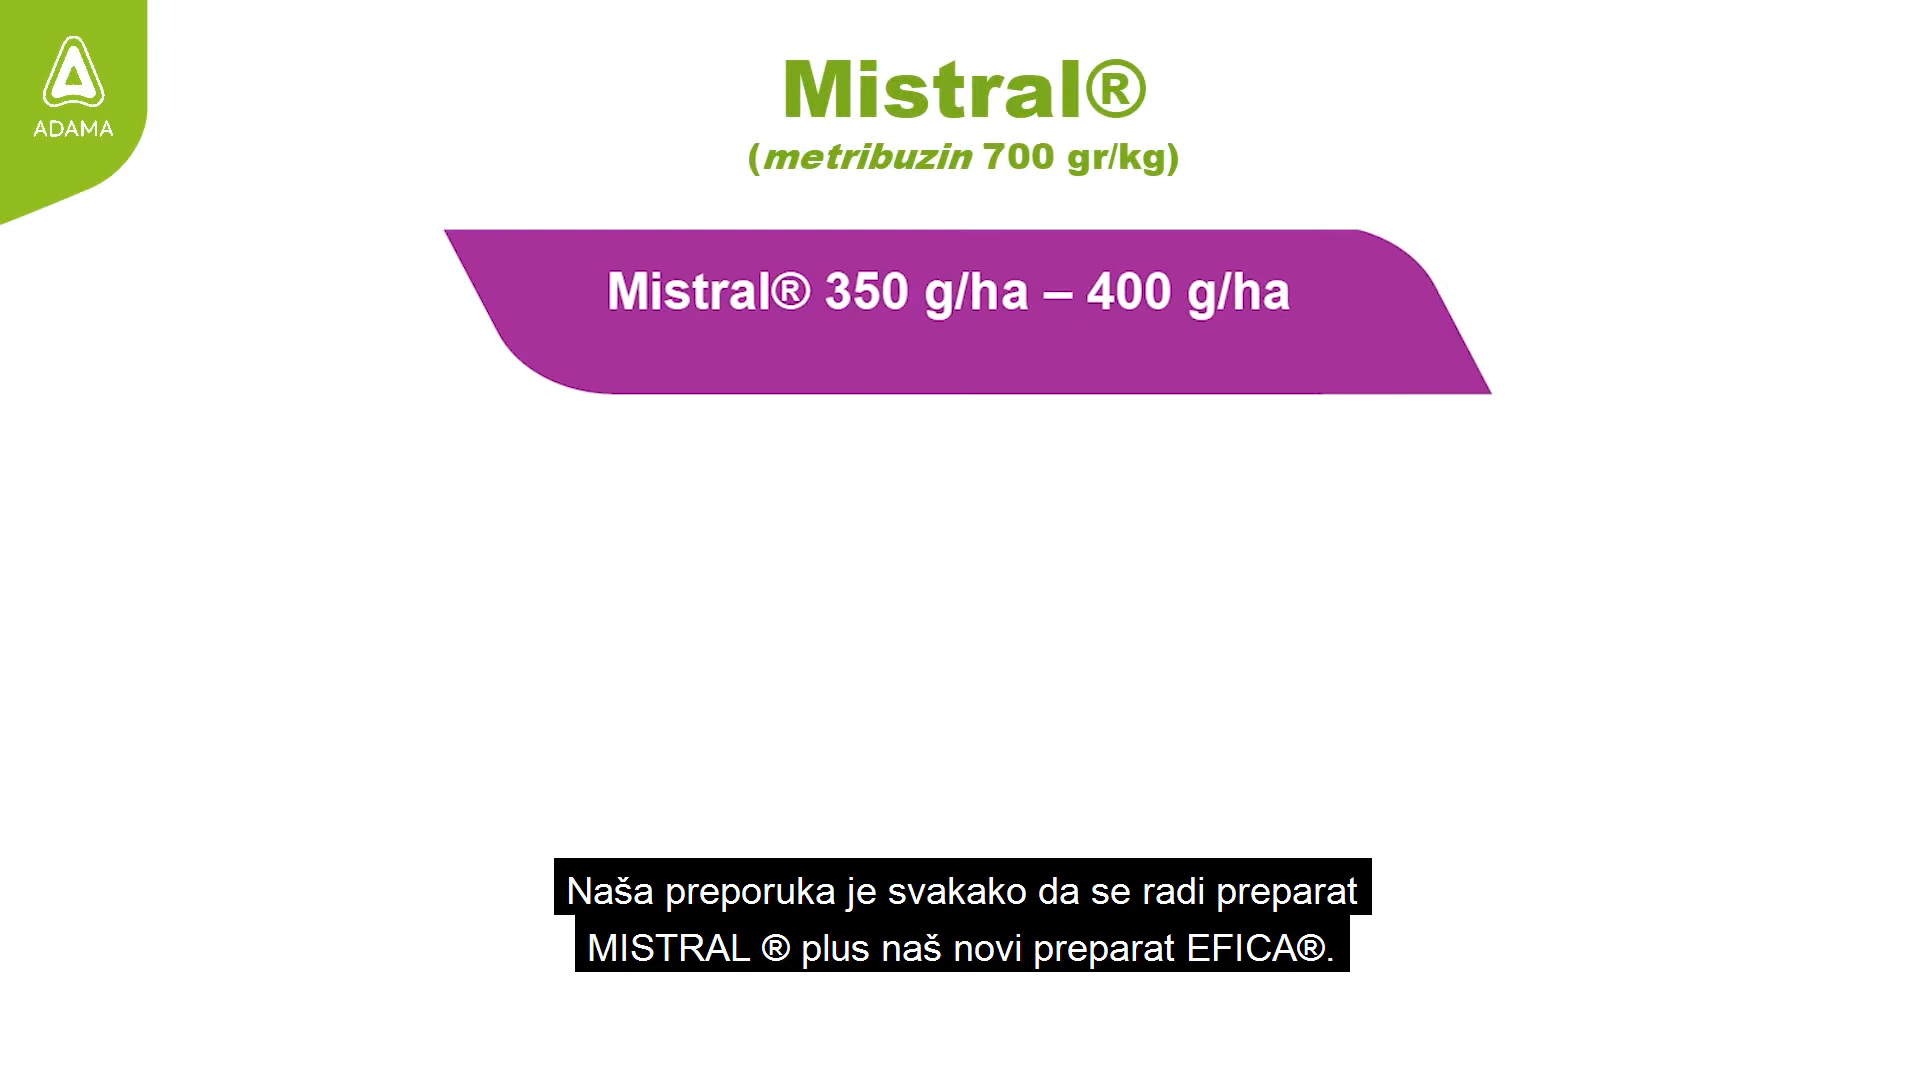 ADAMA
Mistral®
(metribuzin 700 gr/kg)
Mistral® 350 g/ha – 400 g/ha
Naša preporuka je svakako da se radi preparat
MISTRAL ® plus naš novi preparat EFICA®.